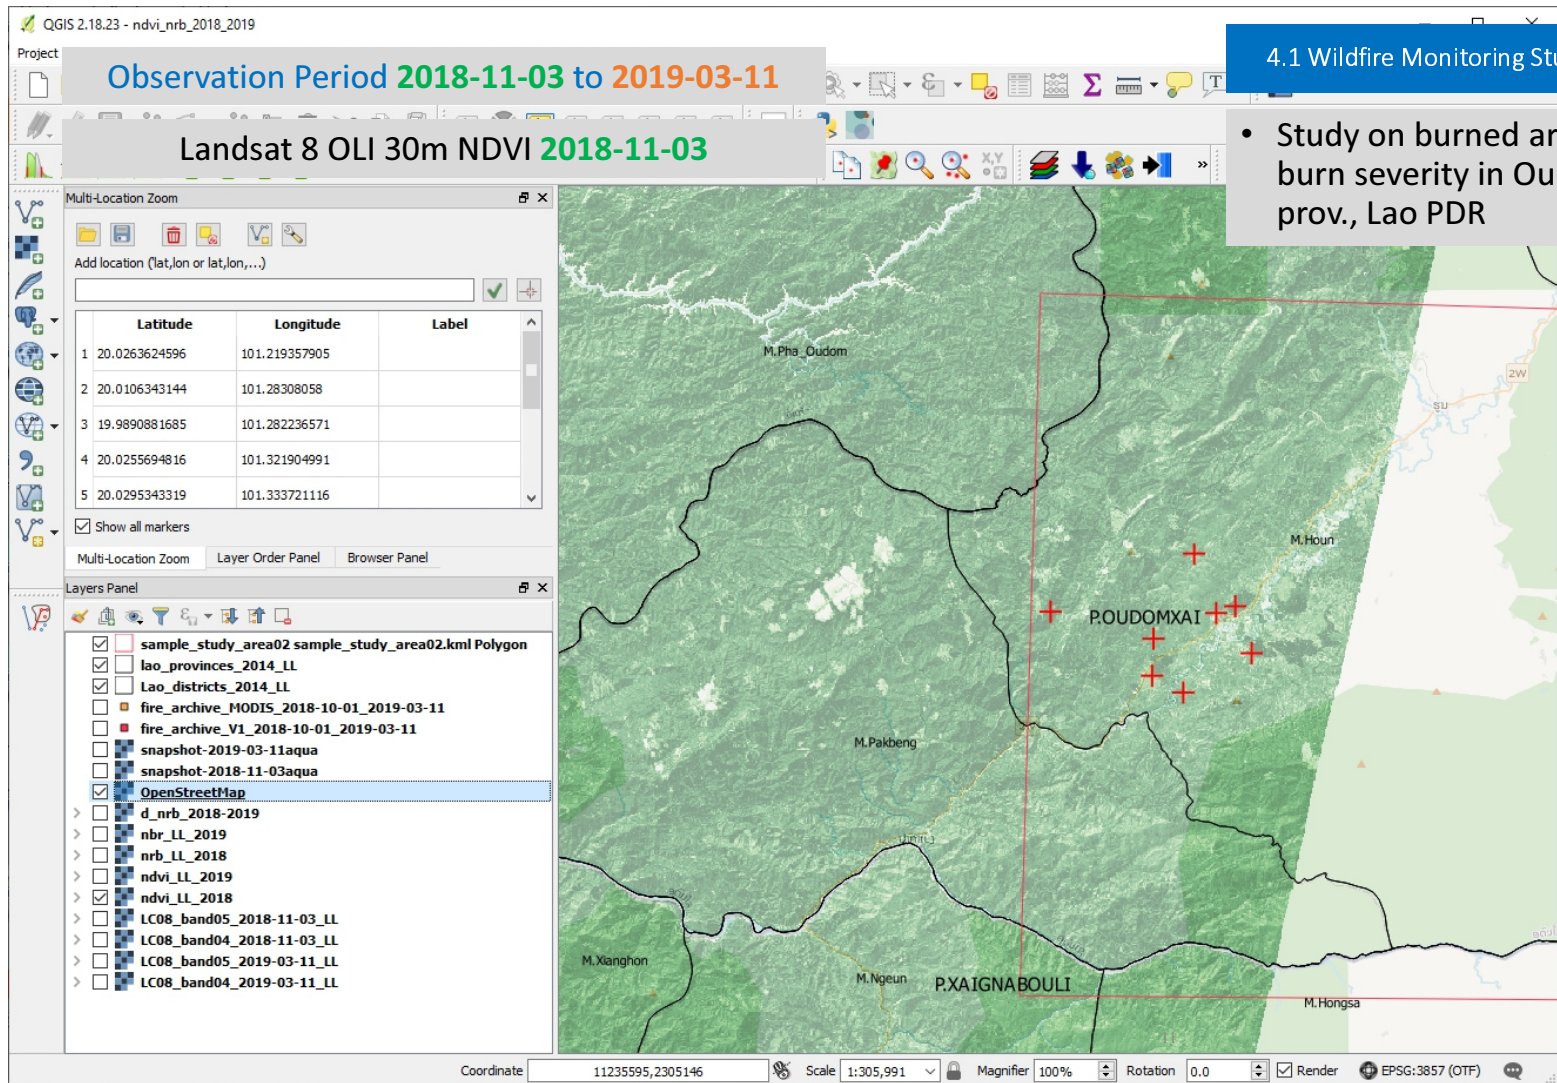 QGIS 2.18.23 - ndvi_nrb_2018_2019
Project
Observation Period 2018-11-03 to 2019-03-11
Landsat 8 OLI 30m NDVI 2018-11-03
4.1 Wildfire Monitoring Stu
• Study on burned ar
burn severity in Ou
prov., Lao PDR
X,Y
»
Multi-Location Zoom
Add location ('lat,lon or lat,lon,...)
Latitude Longitude Label
1 20.0263624596 101.219357905
2 20.0106343144 101.28308058
3 19.9890881685 101.282236571
4 20.0255694816 101.321904991
5 20.0295343319 101.333721116
Show all markers
Multi-Location Zoom Layer Order Panel Browser Panel
Layers Panel
sample_study_area02 sample_study_area02.kml Polygon
lao_provinces_2014_LL
Lao_districts_2014_LL
fire_archive_MODIS_2018-10-01_2019-03-11
fire_archive_V1_2018-10-01_2019-03-11
snapshot-2019-03-11aqua
snapshot-2018-11-03aqua
OpenStreetMap
d_nrb_2018-2019
nbr_LL_2019
nrb_LL_2018
ndvi_LL_2019
ndvi_LL_2018
LC08_band05_2018-11-03_LL
LC08_band04_2018-11-03_LL
LC08_band05_2019-03-11_LL
LC08_band04_2019-03-11_LL
M.Pha_Oudom
2W
M.Houn
P.OUDOMXAI
M.Pakbeng
M.Xianghon
M.Ngeun
P.XAIGNABOULI
M.Hongsa
41
Coordinate 11235595,2305146 Scale 1:305,991 Magnifier 100% Rotation 0.0 Render EPSG:3857 (OTF)